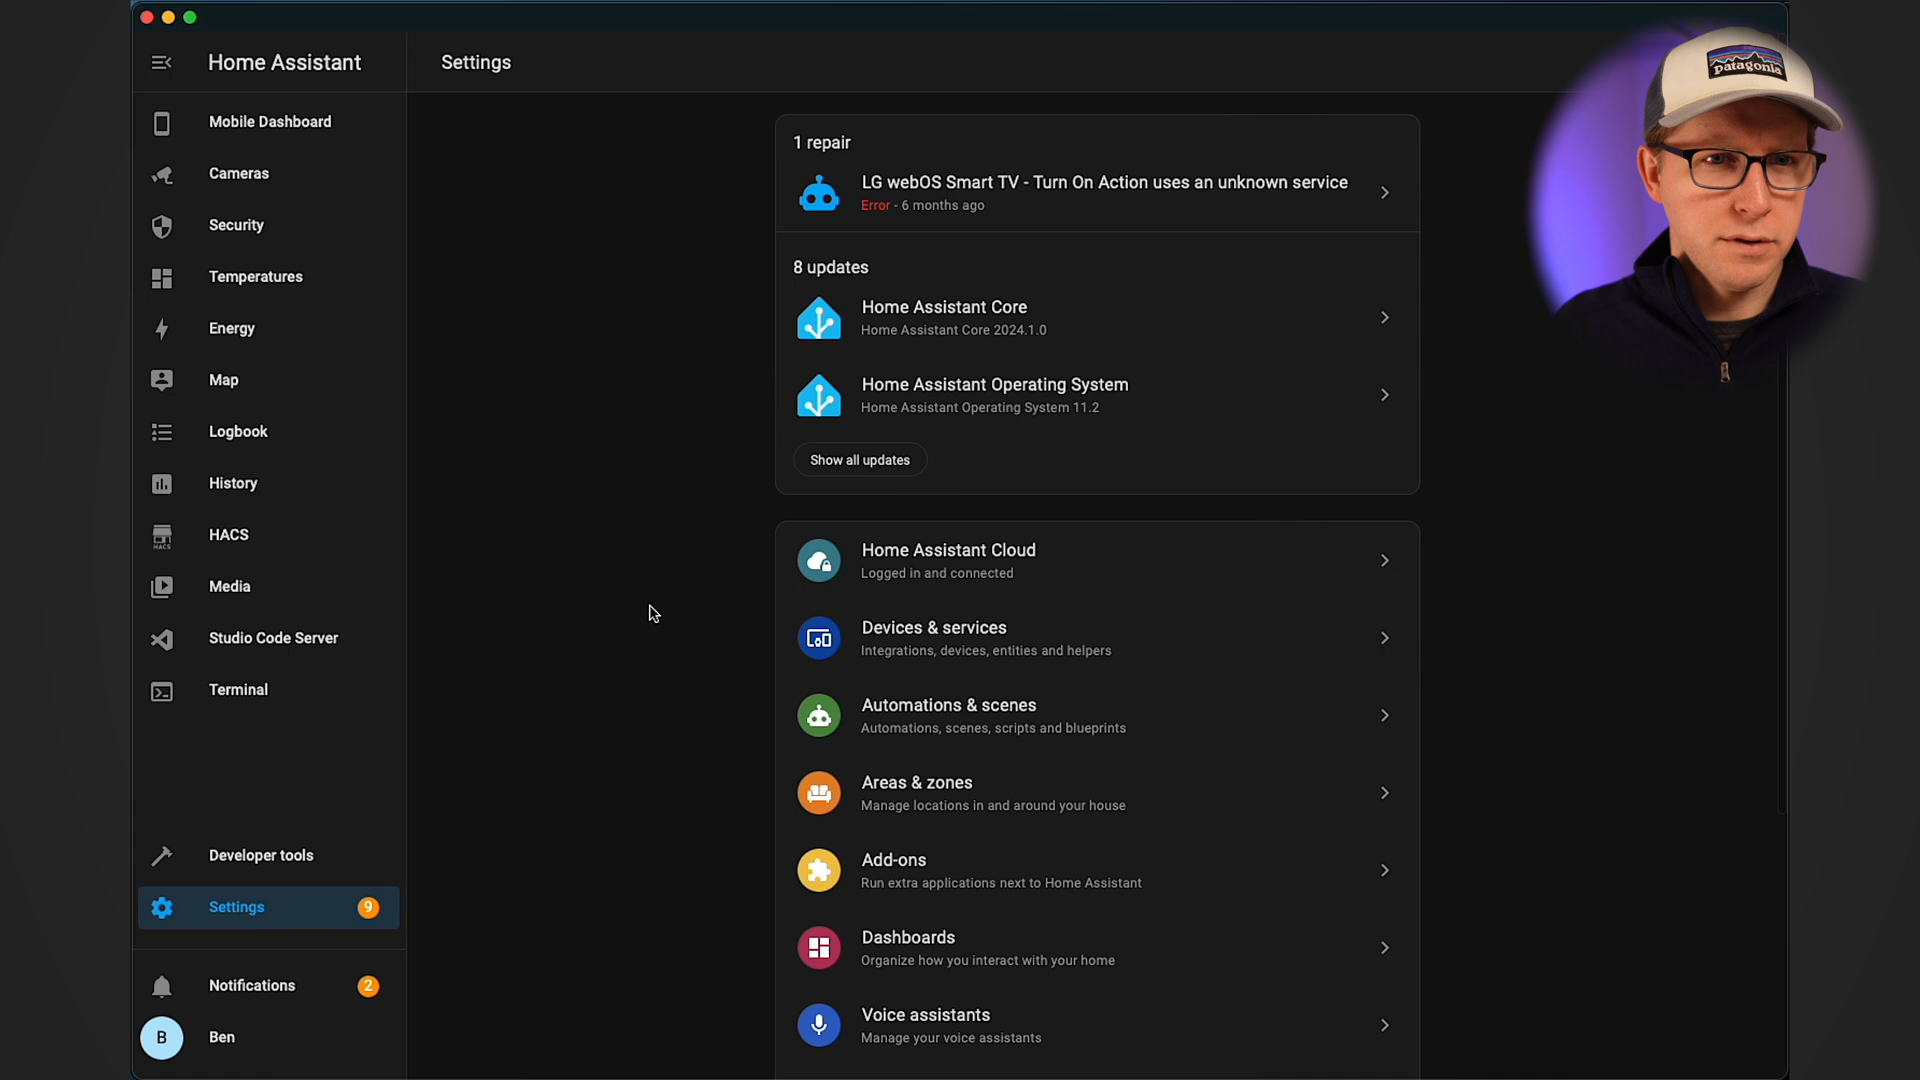 Home Assistant
Settings
Mobile Dashboard
Cameras
Security
Temperatures
Energy
Map
Logbook
History
HACS
HACS
Media
Studio Code Server
Terminal
Developer tools
Settings
9
Notifications
2
B
Ben
1 repair
LG webOS Smart TV - Turn On Action uses an unknown service
Error - 6 months ago
8 updates
Home Assistant Core
Home Assistant Core 2024.1.0
Home Assistant Operating System
Home Assistant Operating System 11.2
Show all updates
Home Assistant Cloud
Logged in and connected
Devices & services
Integrations, devices, entities and helpers
Automations & scenes
Automations, scenes, scripts and blueprints
Areas & zones
Manage locations in and around your house
Add-ons
Run extra applications next to Home Assistant
Dashboards
Organize how you interact with your home
Voice assistants
Manage your voice assistants
patagonia